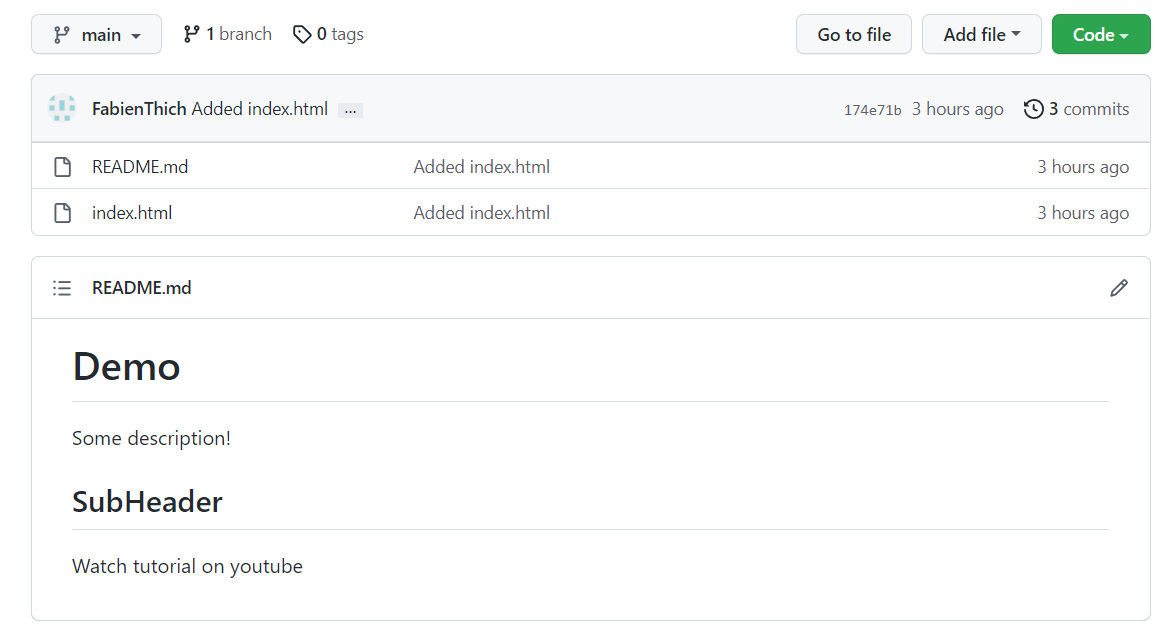 main 1 branch 0 tags Go to file Add file Code
FabienThich Added index.html ... 174e71b 3 hours ago 3 commits
README.md Added index.html 3 hours ago
index.html Added index.html 3 hours ago
README.md
Demo
Some description!
SubHeader
Watch tutorial on youtube